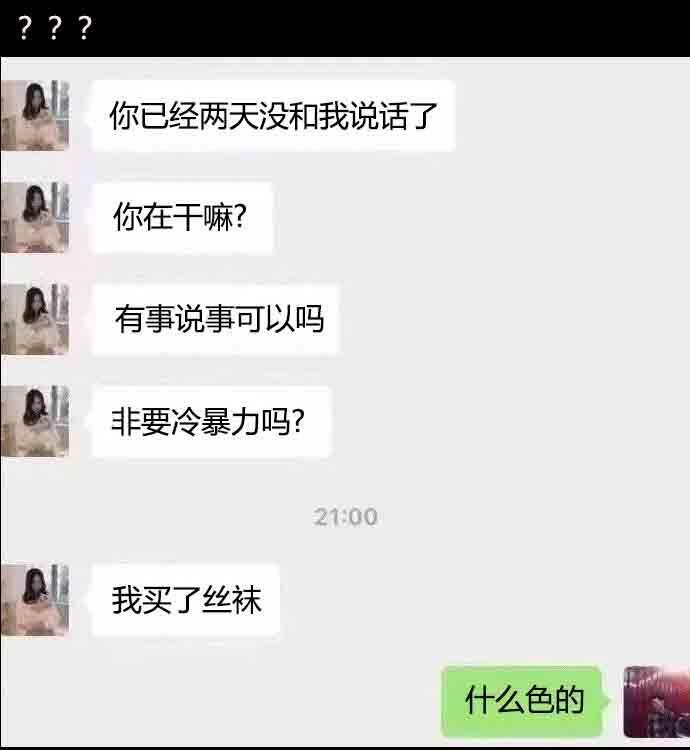 ？？？
你已经两天没和我说话了
你在干嘛?
有事说事可以吗
非要冷暴力吗?
21:00
我买了丝袜
什么色的